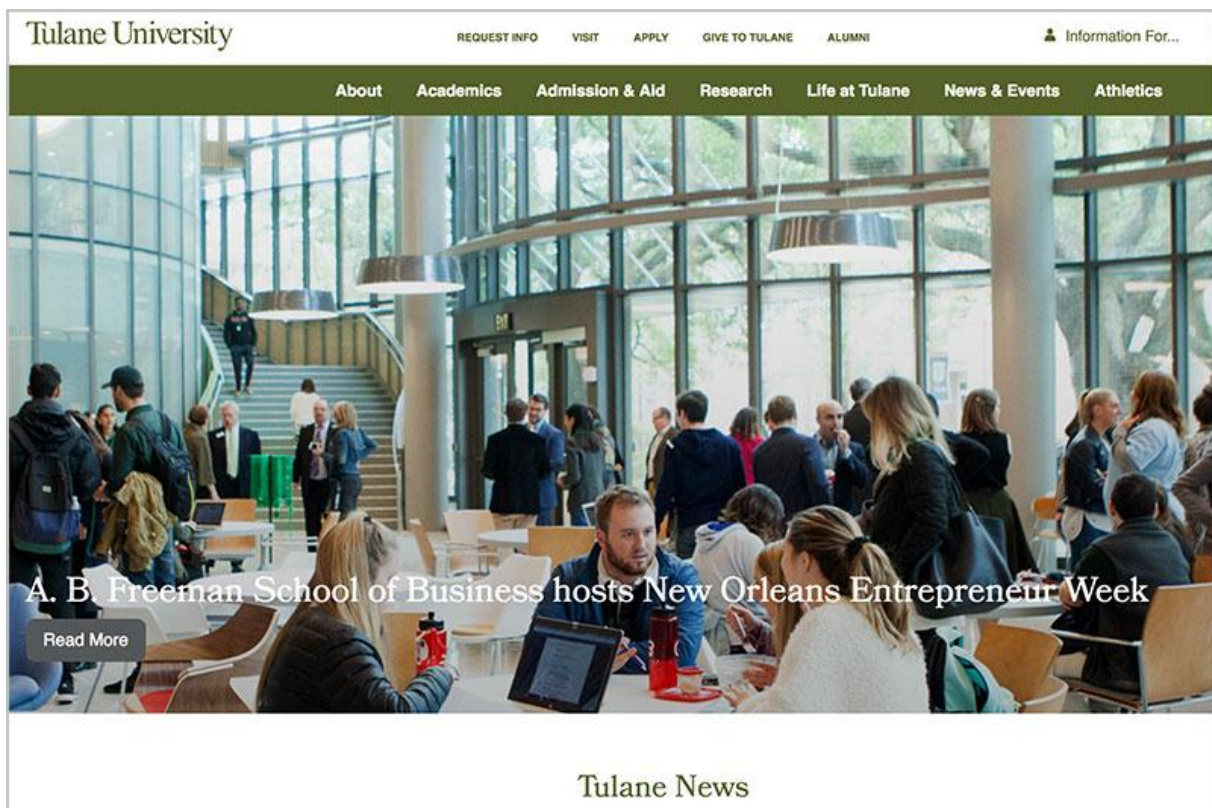 Tulane University
REQUEST INFO VISIT APPLY GIVE TO TULANE ALUMNI
Information For...
About Academics Admission & Aid Research Life at Tulane News & Events Athletics
EXIT
A. B. Freeman School of Business hosts New Orleans Entrepreneur Week
Read More
Tulane News